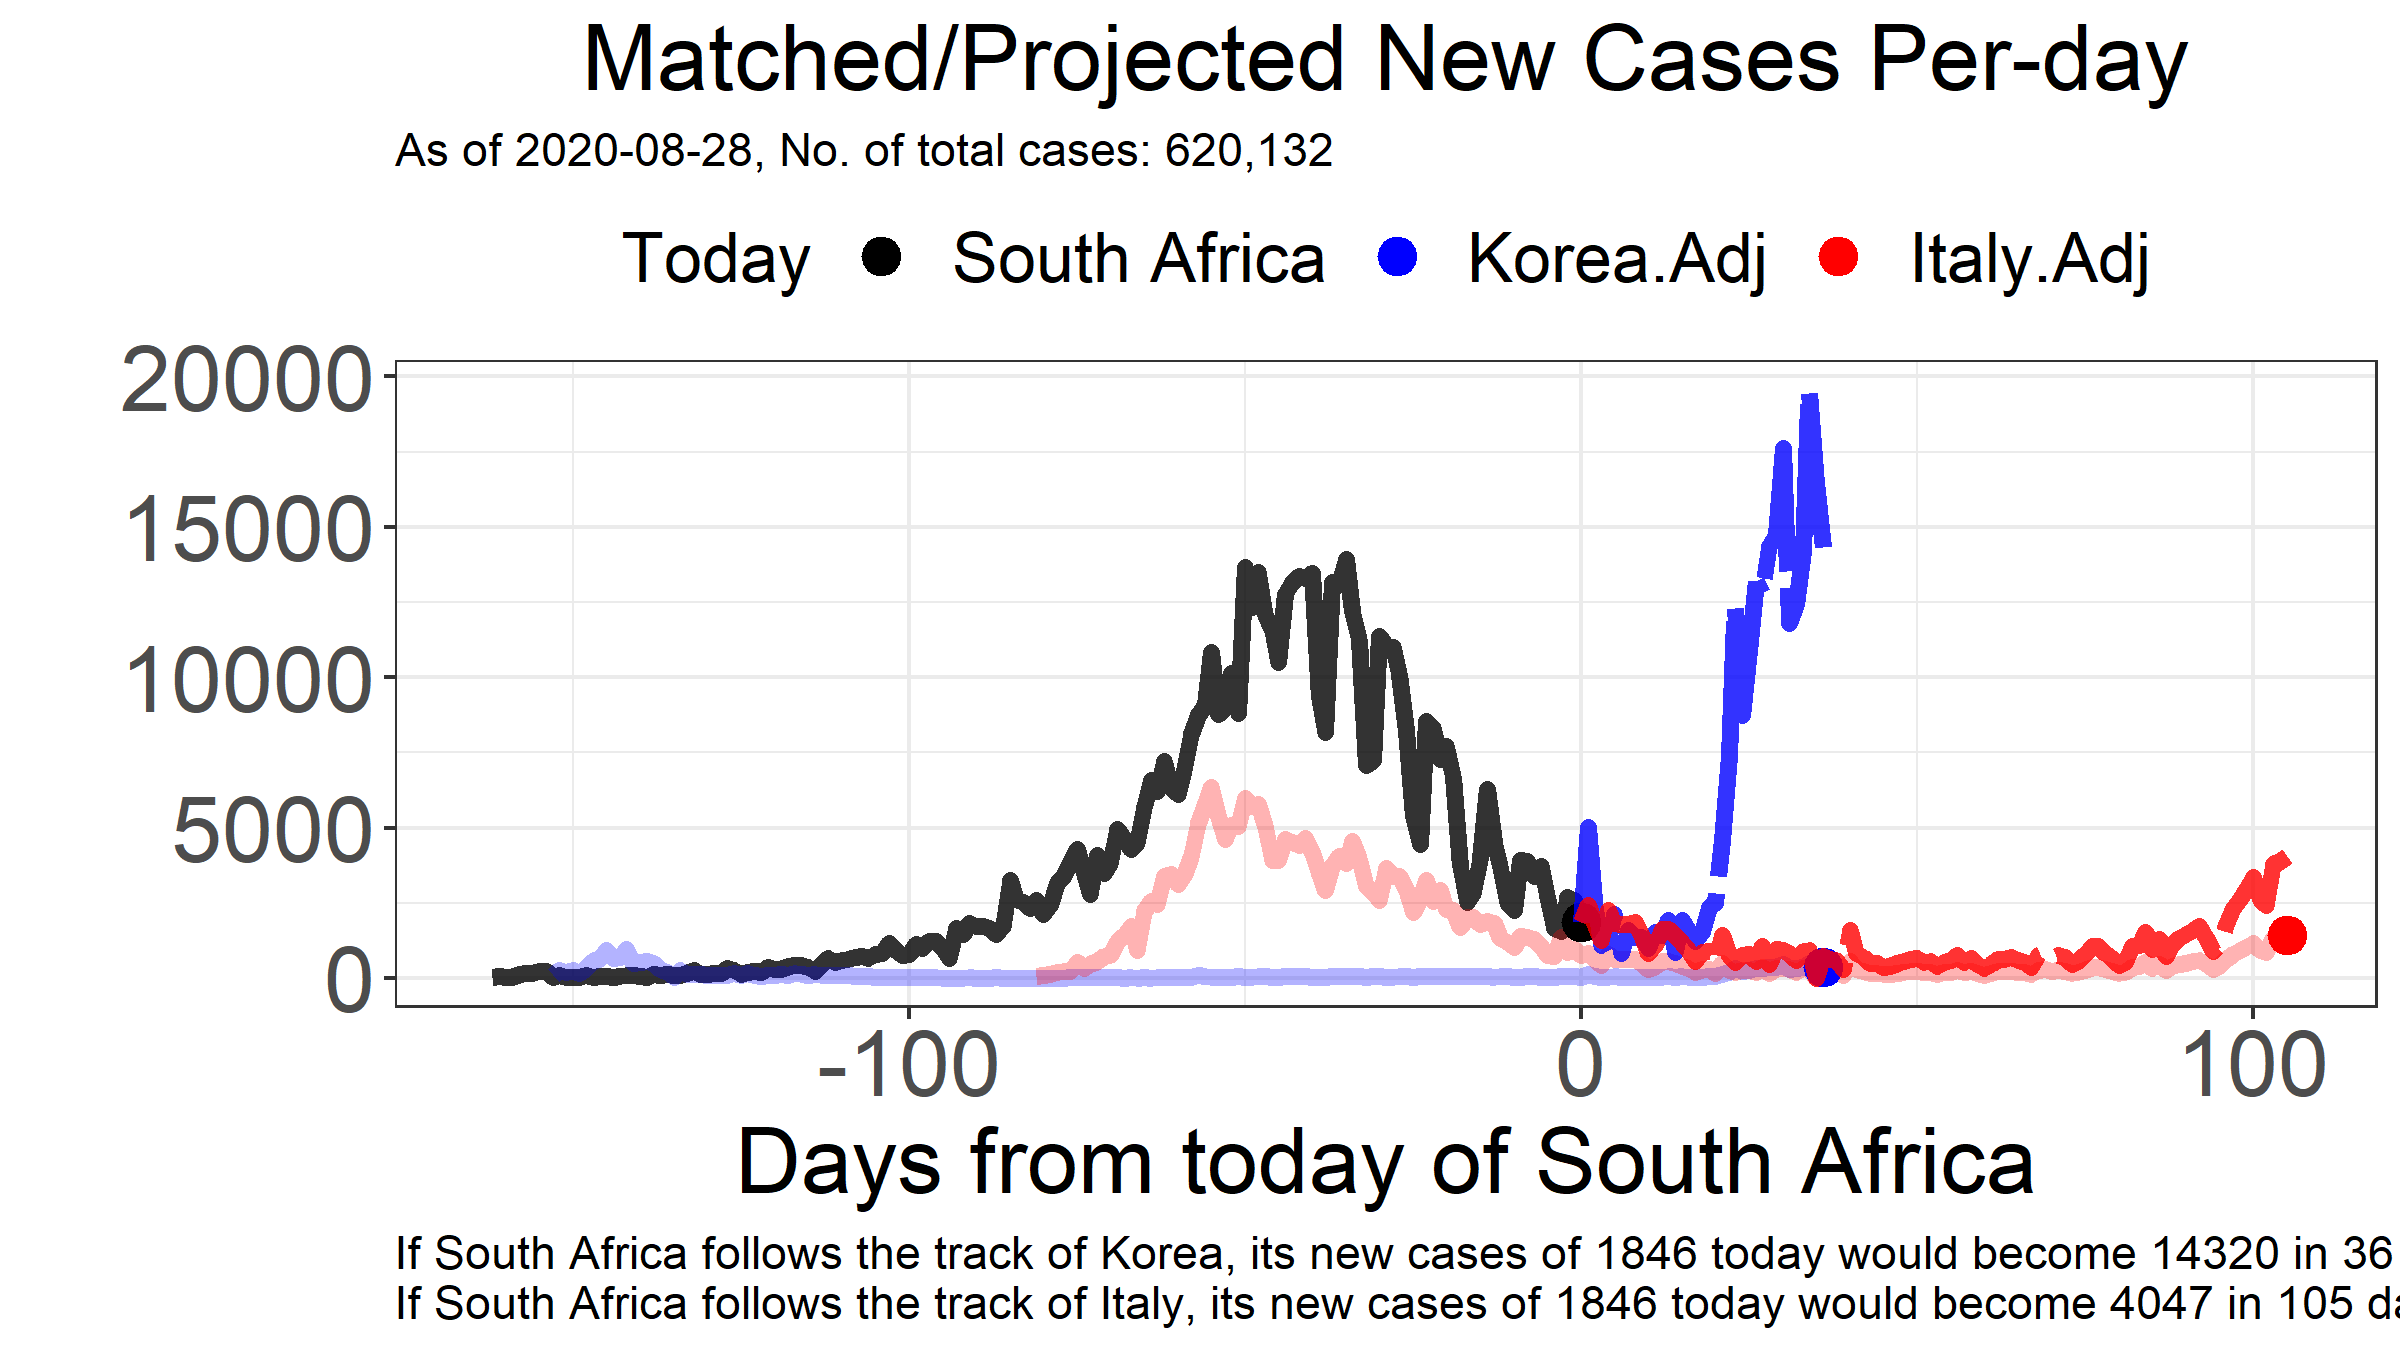 Matched/Projected New Cases Per-day
As of 2020-08-28, No. of total cases: 620,132
Today South Africa Korea.Adj Italy.Adj
20000
15000
10000
5000
0
-100 0 100
Days from today of South Africa
If South Africa follows the track of Korea, its new cases of 1846 today would become 14320 in 36
If South Africa follows the track of Italy, its new cases of 1846 today would become 4047 in 105 da